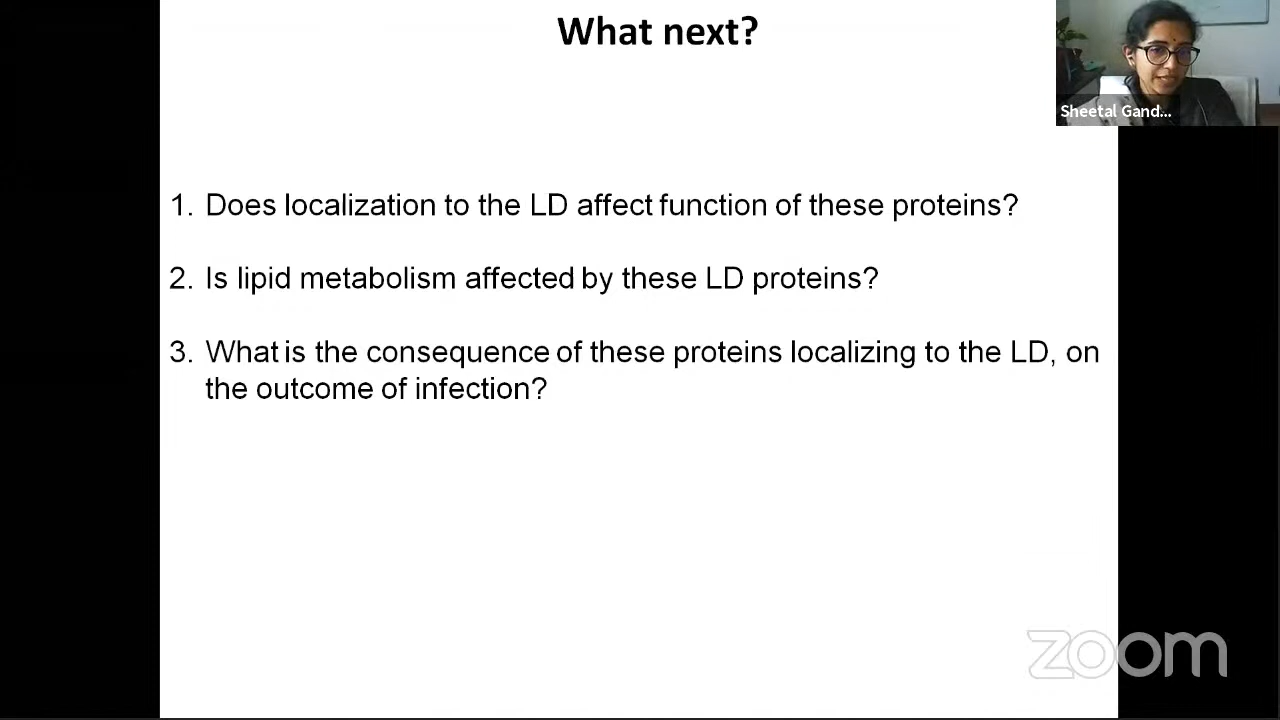 What next?
Sheetal Gand...
1. Does localization to the LD affect function of these proteins?
2. Is lipid metabolism affected by these LD proteins?
3. What is the consequence of these proteins localizing to the LD, on
the outcome of infection?
zoom